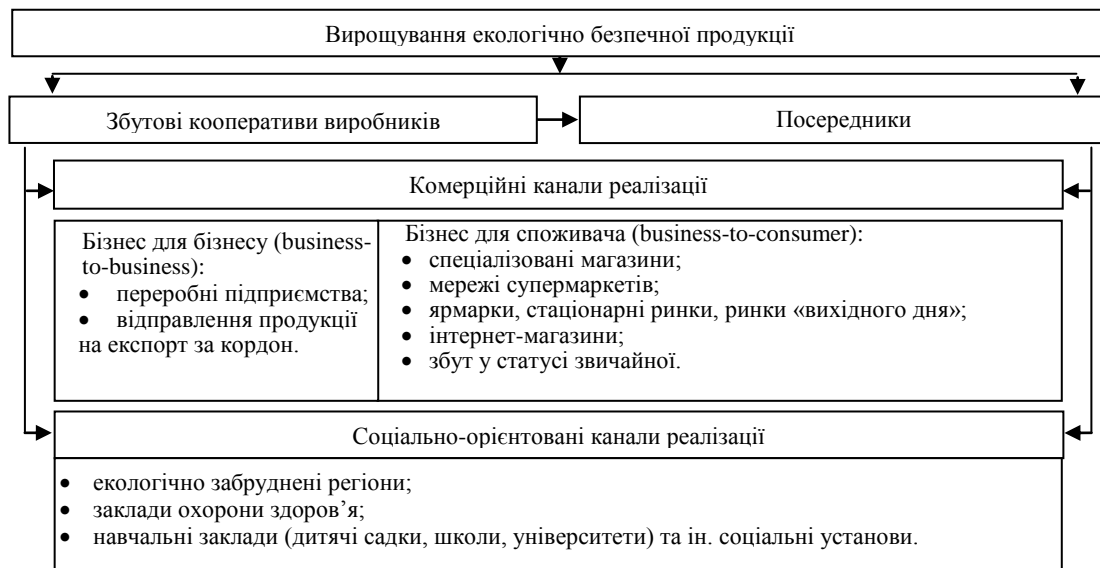 Вирощування екологічно безпечної продукції
Збутові кооперативи виробників
Посередники
Комерційні канали реалізації
Бізнес для бізнесу (business-
to-business):
• переробні підприємства;
• відправлення продукції
на експорт за кордон.
Бізнес для споживача (business-to-consumer):
• спеціалізовані магазини;
• мережі супермаркетів;
• ярмарки, стаціонарні ринки, ринки «вихідного дня»;
• інтернет-магазини;
• збут у статусі звичайної.
Соціально-орієнтовані канали реалізації
• екологічно забруднені регіони;
• заклади охорони здоров’я;
• навчальні заклади (дитячі садки, школи, університети) та ін. соціальні установи.